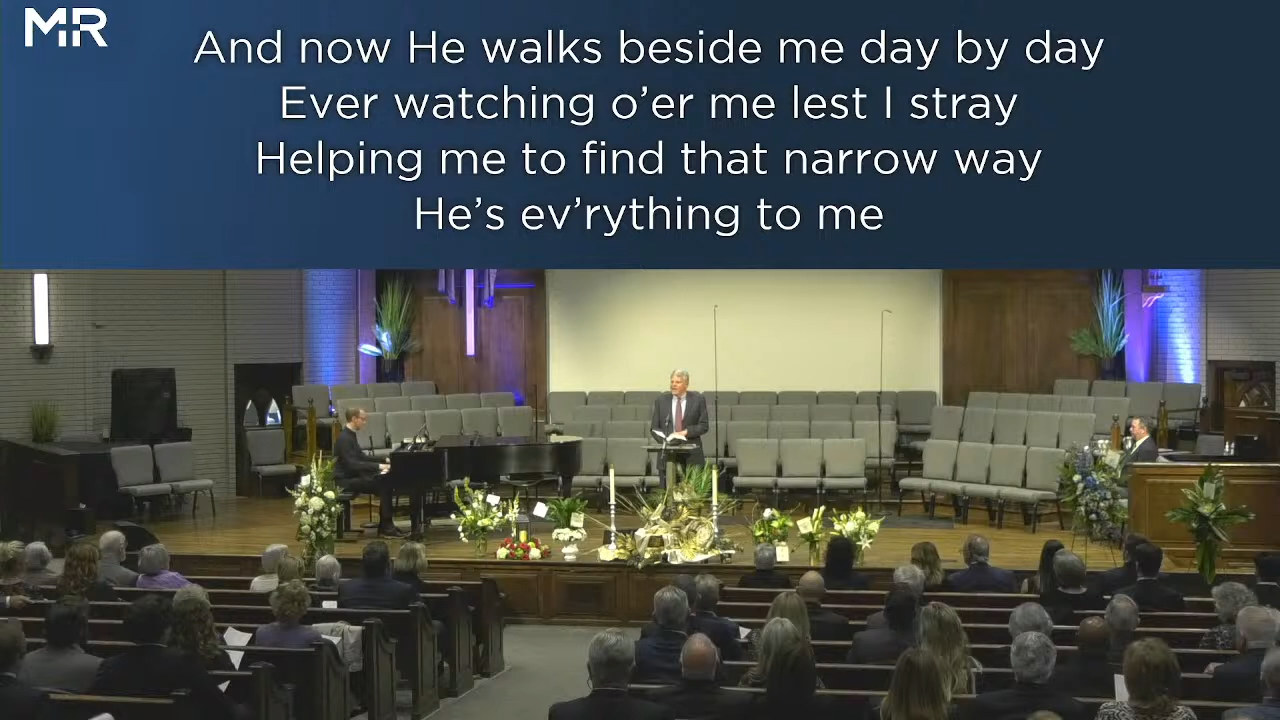 MR
And now He walks beside me day by day
Ever watching o’er me lest I stray
Helping me to find that narrow way
He’s ev’rything to me